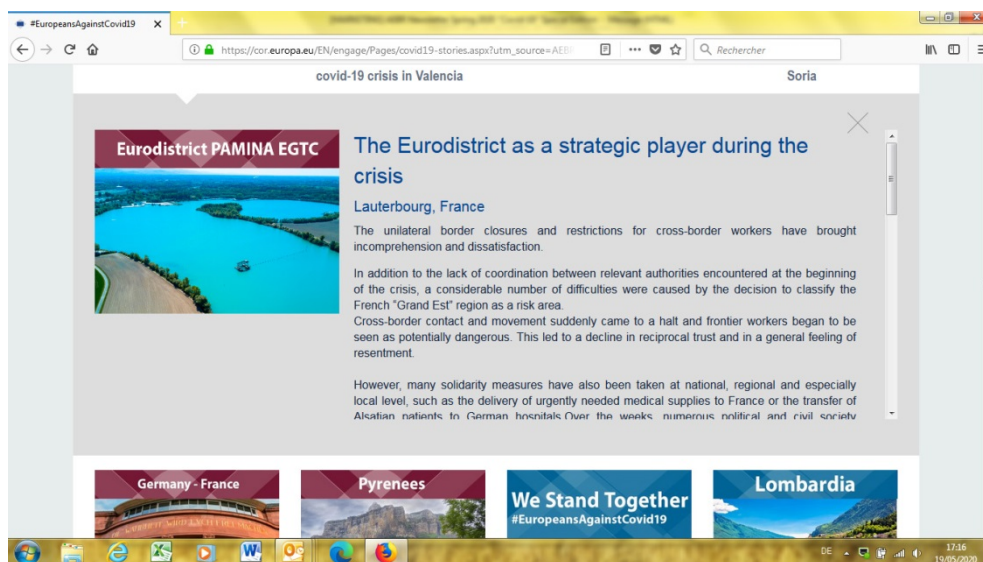 #EuropeansAgainstCovid19
https://cor.europa.eu/EN/engage/Pages/covid19-stories.aspx?utm_source=AEB
Rechercher
covid-19 crisis in Valencia
Soria
Eurodistrict PAMINA EGTC
The Eurodistrict as a strategic player during the
crisis
Lauterbourg, France
The unilateral border closures and restrictions for cross-border workers have brought
incomprehension and dissatisfaction.
In addition to the lack of coordination between relevant authorities encountered at the beginning
of the crisis, a considerable number of difficulties were caused by the decision to classify the
French "Grand Est" region as a risk area.
Cross-border contact and movement suddenly came to a halt and frontier workers began to be
seen as potentially dangerous. This led to a decline in reciprocal trust and in a general feeling of
resentment.
However, many solidarity measures have also been taken at national, regional and especially
local level, such as the delivery of urgently needed medical supplies to France or the transfer of
Alsatian patients to German hospitals.Over the weeks, numerous political and civil society
Germany - France
Pyrenees
We Stand Together
#EuropeansAgainstCovid19
Lombardia
DE
17:16
19/05/2020